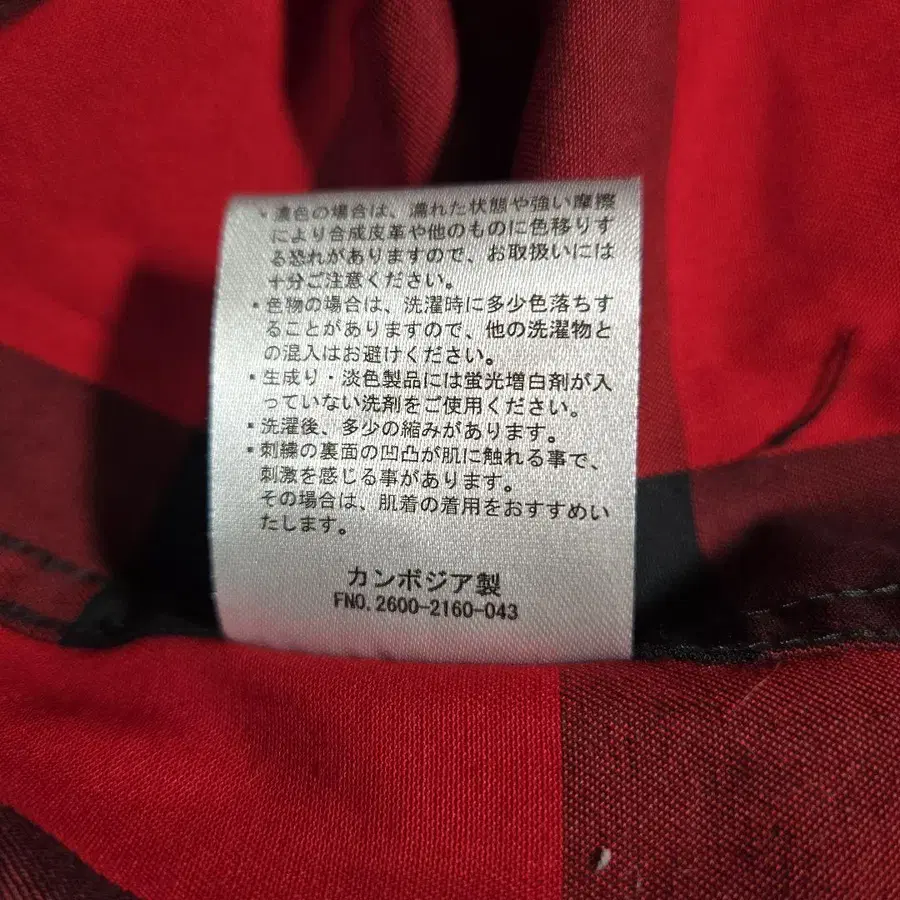 ・濃色の場合は、濡れた状態や強い摩擦
により合成皮革や他のものに色移りす
る恐れがありますので、お取扱いには
十分ご注意ください。
・色物の場合は、洗濯時に多少色落ちす
ることがありますので、他の洗濯物と
の混入はお避けください。
・生成り・淡色製品には蛍光増白剤が入
っていない洗剤をご使用ください。
・洗濯後、多少の縮みがあります。
・刺繍の裏面の凹凸が肌に触れる事で、
刺激を感じる事があります。
その場合は、肌着の着用をおすすめい
たします。
カンボジア製
FNO.2600-2160-043